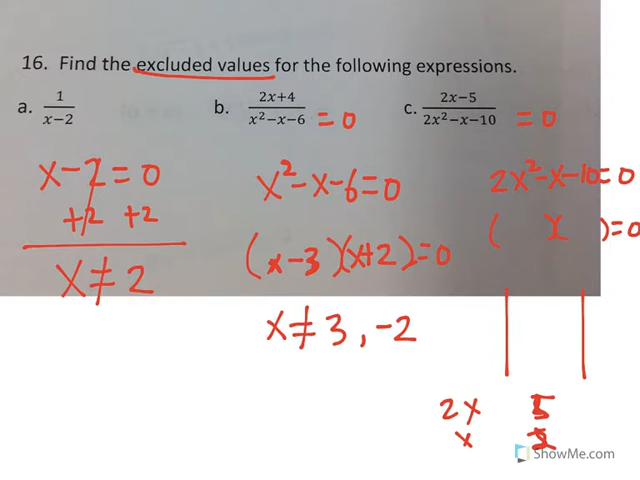 16. Find the excluded values for the following expressions.
a. 1/(x−2) b. (2x+4)/(x²−x−6) = 0 c. (2x−5)/(2x²−x−10) = 0
x − 2 = 0
+2 +2
x ≠ 2
x² − x − 6 = 0
(x − 3)(x + 2) = 0
x ≠ 3, −2
2x² − x − 10 = 0
( )( ) = 0
2x 5
x
ShowMe.com